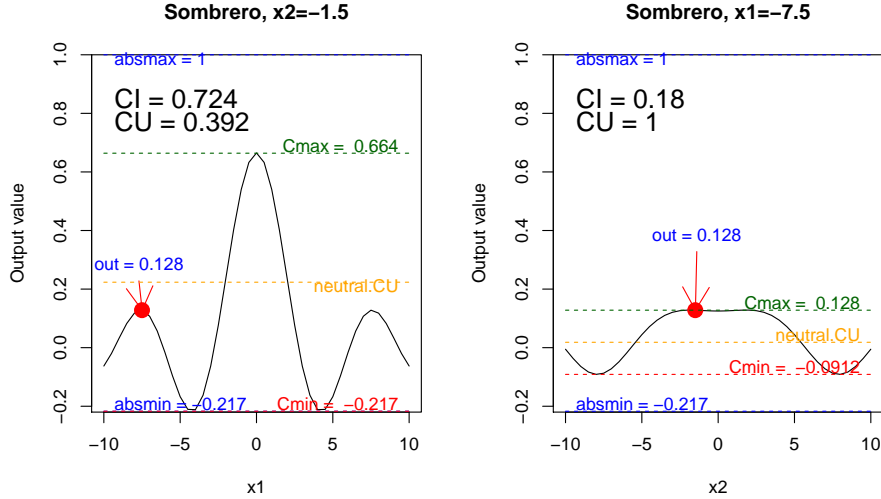 Sombrero, x2=−1.5
absmax = 1
CI = 0.724
CU = 0.392
Cmax = 0.664
out = 0.128
neutral.CU
absmin = −0.217
Cmin = −0.217
Output value
−0.2
0.0
0.2
0.4
0.6
0.8
1.0
−10
−5
0
5
10
x1
Sombrero, x1=−7.5
absmax = 1
CI = 0.18
CU = 1
out = 0.128
Cmax = 0.128
neutral.CU
Cmin = −0.0912
absmin = −0.217
Output value
−0.2
0.0
0.2
0.4
0.6
0.8
1.0
−10
−5
0
5
10
x2